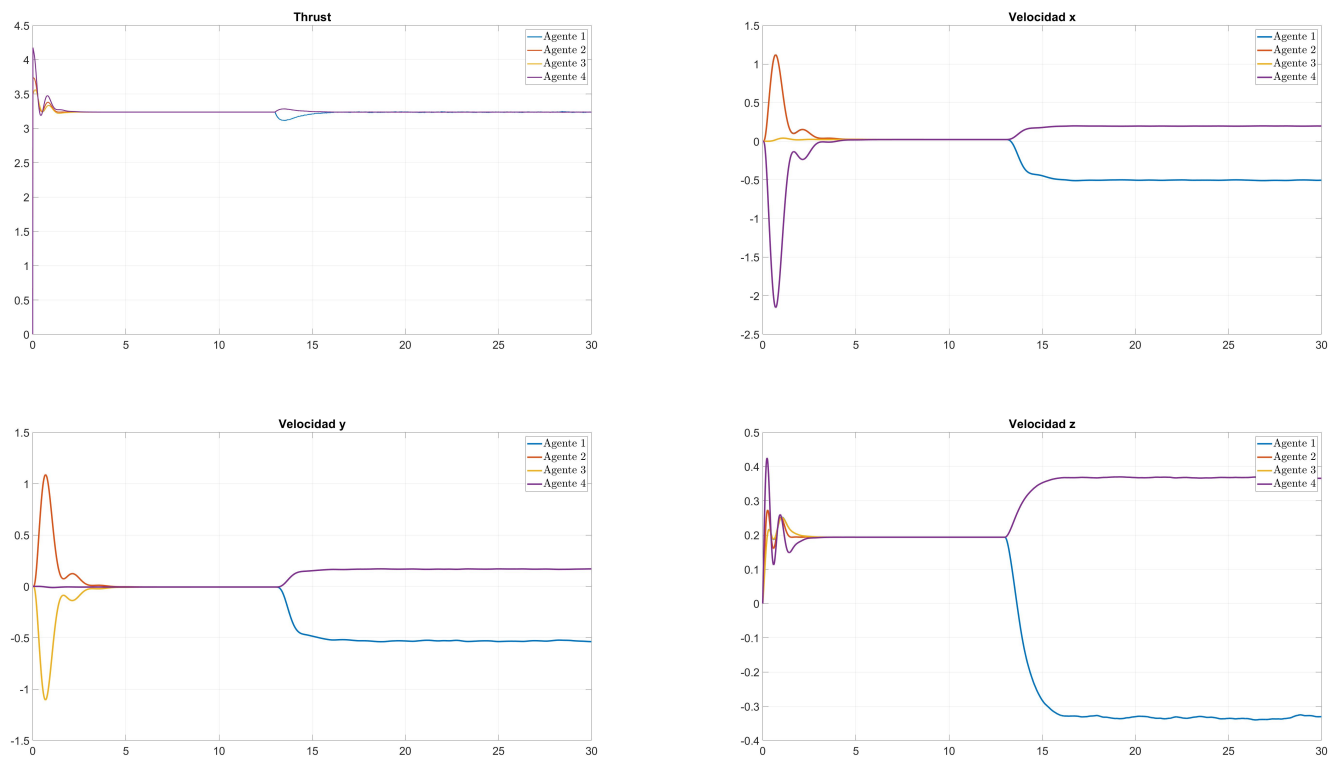 Thrust
4.5
4
3.5
3
2.5
2
1.5
1
0.5
0
0 5 10 15 20 25 30
Agente 1
Agente 2
Agente 3
Agente 4
Velocidad x
1.5
1
0.5
0
-0.5
-1
-1.5
-2
-2.5
0 5 10 15 20 25 30
Agente 1
Agente 2
Agente 3
Agente 4
Velocidad y
1.5
1
0.5
0
-0.5
-1
-1.5
0 5 10 15 20 25 30
Agente 1
Agente 2
Agente 3
Agente 4
Velocidad z
0.5
0.4
0.3
0.2
0.1
0
-0.1
-0.2
-0.3
-0.4
0 5 10 15 20 25 30
Agente 1
Agente 2
Agente 3
Agente 4